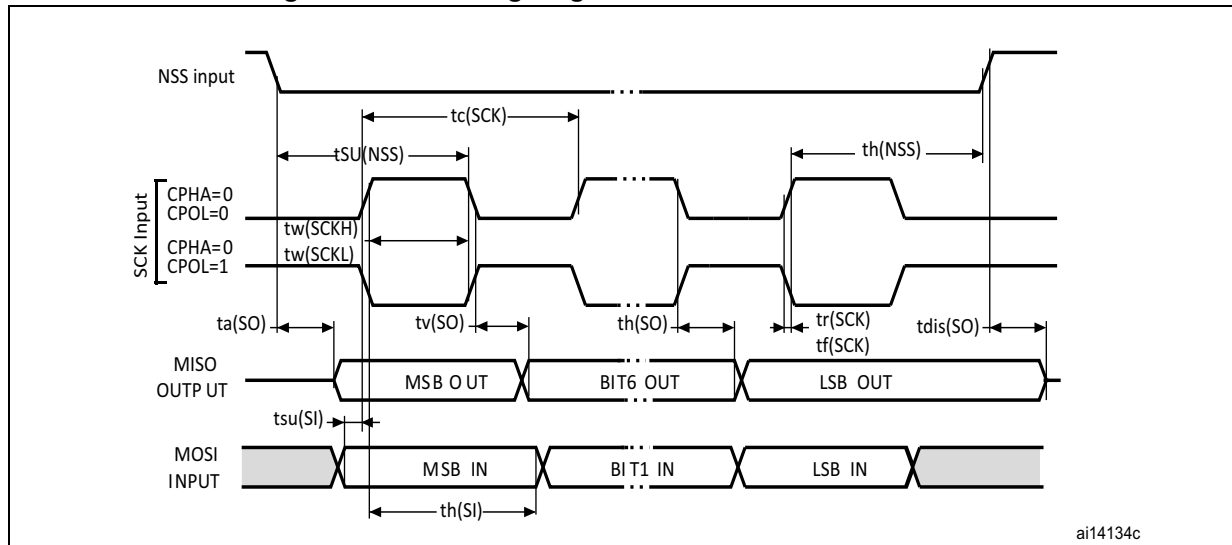 NSS input
tc(SCK)
tSU(NSS)
th(NSS)
SCK Input
CPHA=0
CPOL=0
tw(SCKH)
CPHA=0
tw(SCKL)
CPOL=1
ta(SO)
tv(SO)
th(SO)
tr(SCK)
tdis(SO)
tf(SCK)
MISO
OUTP UT
MSB O UT
BIT6 OUT
LSB OUT
tsu(SI)
MOSI
INPUT
MSB IN
BIT1 IN
LSB IN
th(SI)
ai14134c